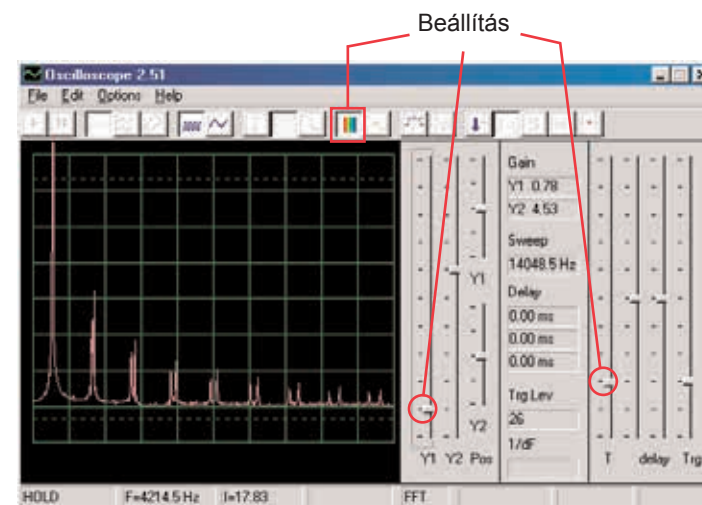 Beállítás
Oscilloscope 2.51
File Edit Options Help
Gain
Y1 0.78
Y2 4.53
Sweep
14048.5 Hz
Y1
Delay
0.00 ms
0.00 ms
0.00 ms
Trg Lev
26
Y2
1/dF
Y1 Y2 Pos T delay Trg
HOLD F=4214.5 Hz I=17.83 FFT